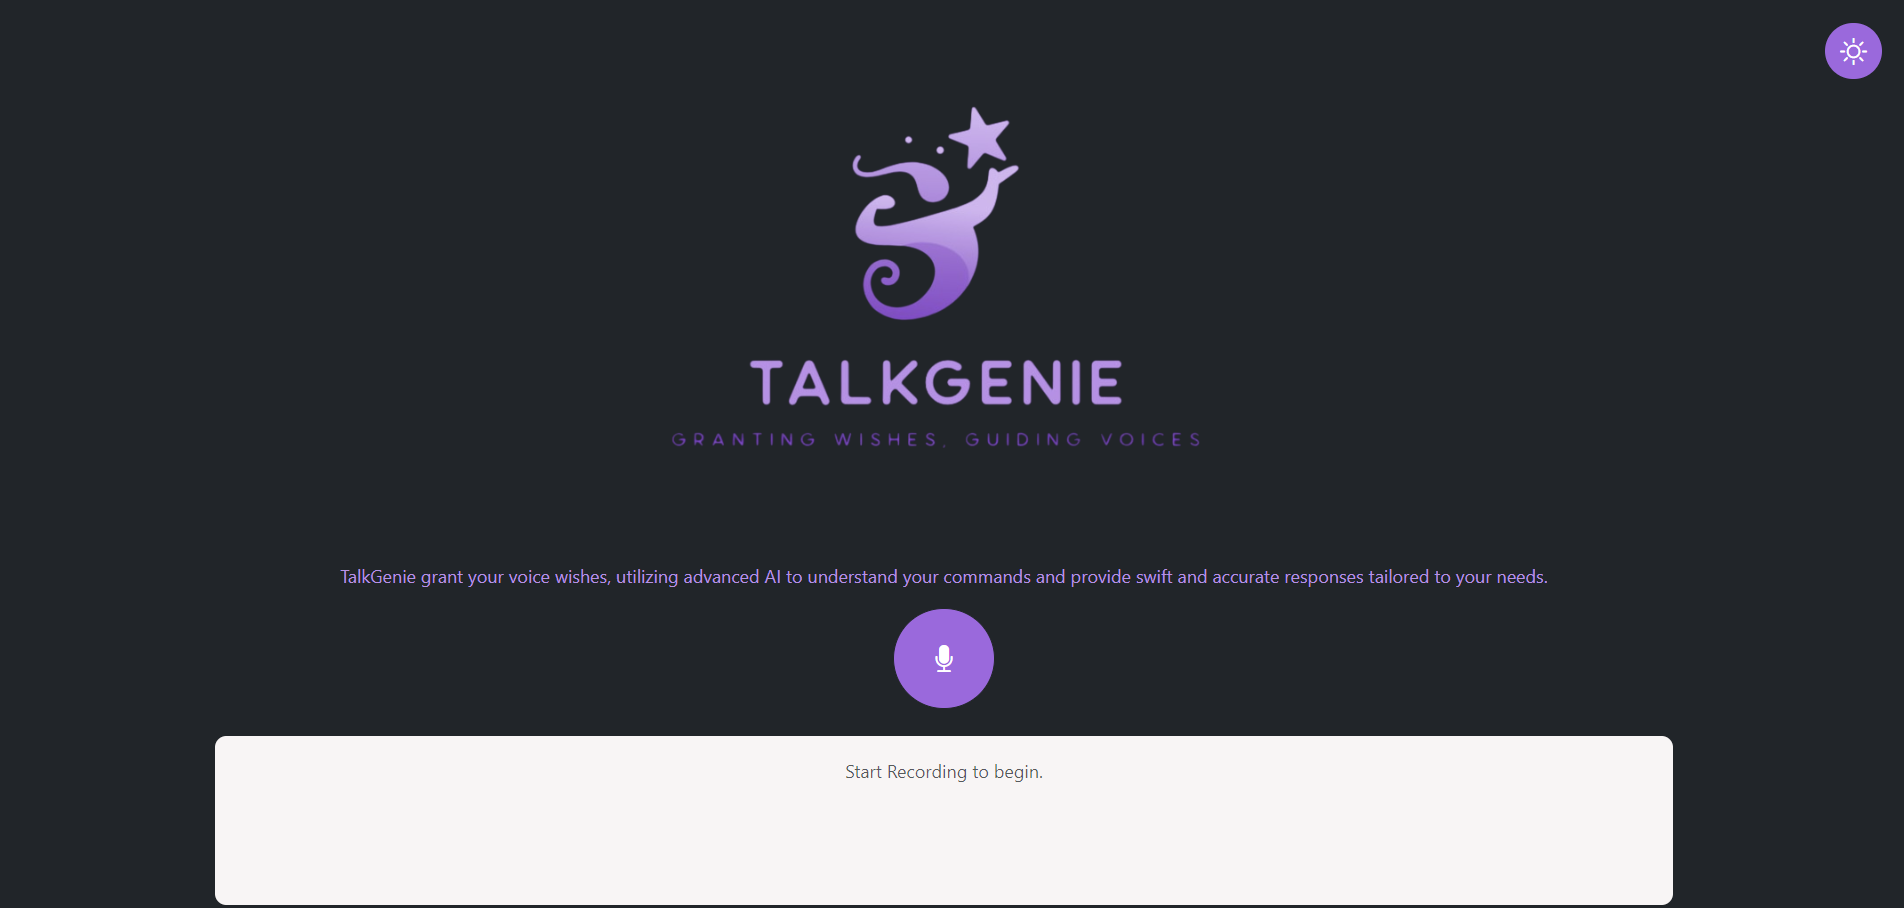 TALKGENIE
GRANTING WISHES, GUIDING VOICES
TalkGenie grant your voice wishes, utilizing advanced AI to understand your commands and provide swift and accurate responses tailored to your needs.
Start Recording to begin.